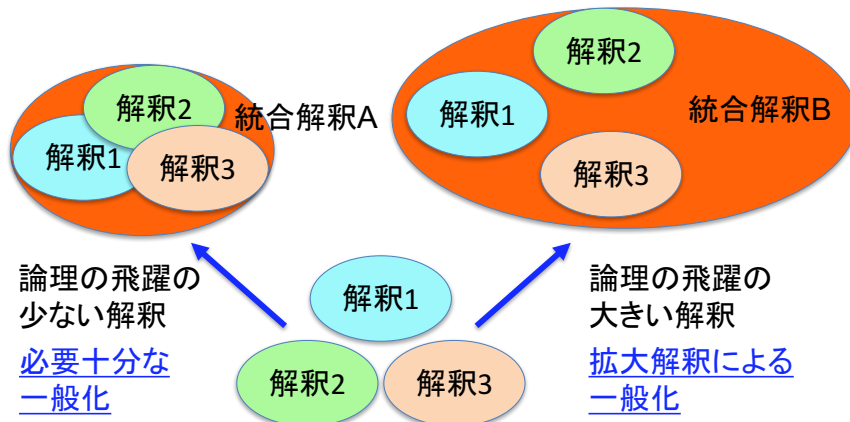 解釈2
統合解釈A
解釈1
解釈3
解釈2
解釈1
統合解釈B
解釈3
論理の飛躍の
少ない解釈
必要十分な
一般化
解釈1
解釈2
解釈3
論理の飛躍の
大きい解釈
拡大解釈による
一般化